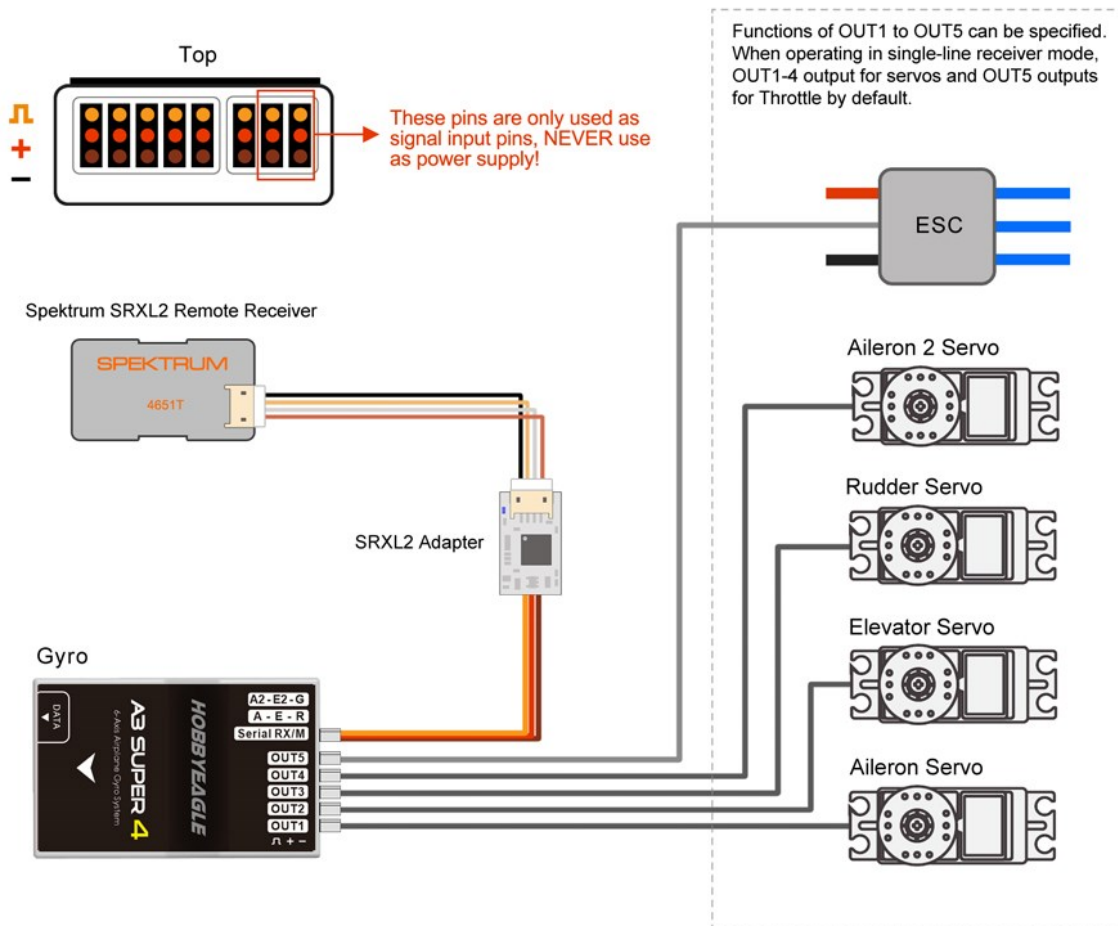 Functions of OUT1 to OUT5 can be specified.
When operating in single-line receiver mode,
OUT1-4 output for servos and OUT5 outputs
for Throttle by default.
Top
+
−
These pins are only used as
signal input pins, NEVER use
as power supply!
ESC
Spektrum SRXL2 Remote Receiver
SPEKTRUM
4651T
Aileron 2 Servo
Rudder Servo
SRXL2 Adapter
Elevator Servo
Gyro
DATA
A3 SUPER 4
6-Axis Airplane Gyro System
HOBBYEAGLE
A2-E2-G
A - E - R
Serial RX/M
OUT5
OUT4
OUT3
OUT2
OUT1
+ −
Aileron Servo